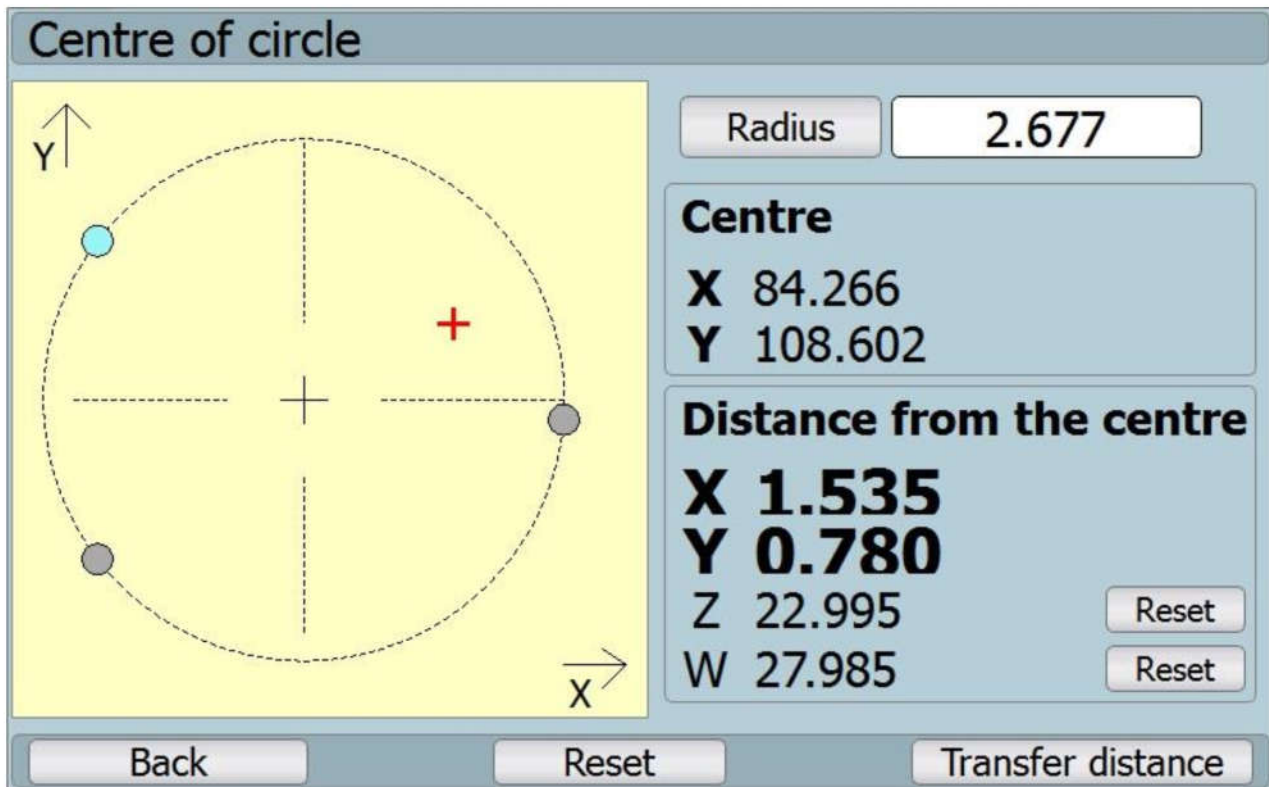 Centre of circle
Y
X
Radius 2.677
Centre
X 84.266
Y 108.602
Distance from the centre
X 1.535
Y 0.780
Z 22.995 Reset
W 27.985 Reset
Back Reset Transfer distance